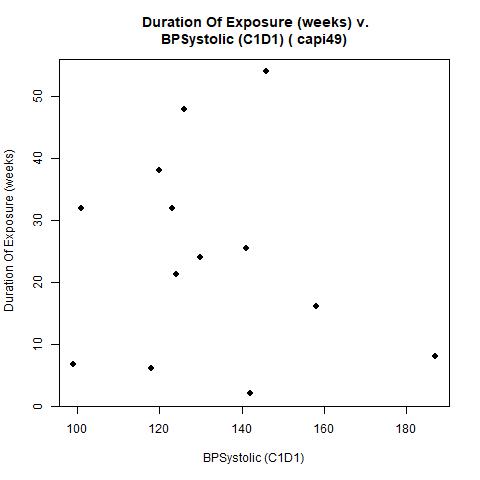 Duration Of Exposure (weeks) v.
BPSystolic (C1D1) ( capi49)
Duration Of Exposure (weeks)
50
40
30
20
10
0
100 120 140 160 180
BPSystolic (C1D1)